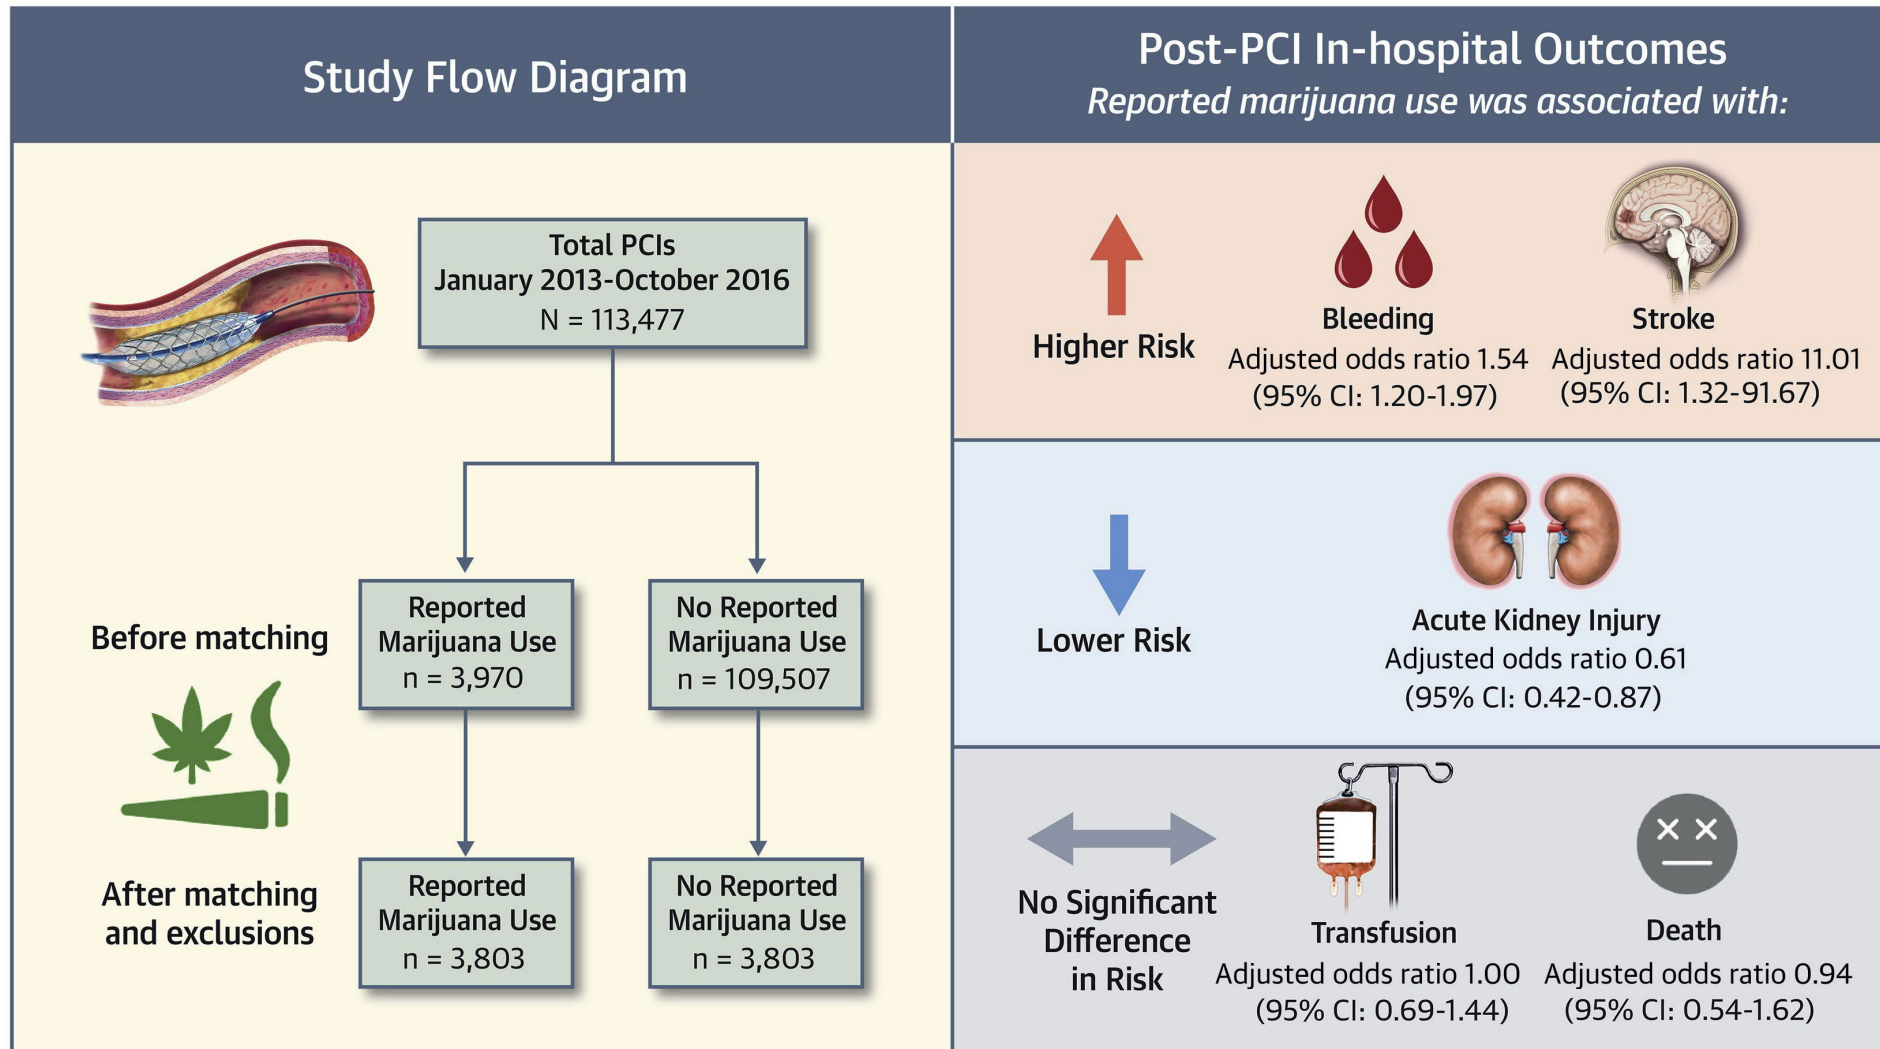 Study Flow Diagram
Total PCIs
January 2013-October 2016
N = 113,477
Before matching
Reported
Marijuana Use
n = 3,970
No Reported
Marijuana Use
n = 109,507
After matching
and exclusions
Reported
Marijuana Use
n = 3,803
No Reported
Marijuana Use
n = 3,803
Post-PCI In-hospital Outcomes
Reported marijuana use was associated with:
Higher Risk
Bleeding
Adjusted odds ratio 1.54
(95% CI: 1.20-1.97)
Stroke
Adjusted odds ratio 11.01
(95% CI: 1.32-91.67)
Lower Risk
Acute Kidney Injury
Adjusted odds ratio 0.61
(95% CI: 0.42-0.87)
No Significant
Difference
in Risk
Transfusion
Adjusted odds ratio 1.00
(95% CI: 0.69-1.44)
Death
Adjusted odds ratio 0.94
(95% CI: 0.54-1.62)